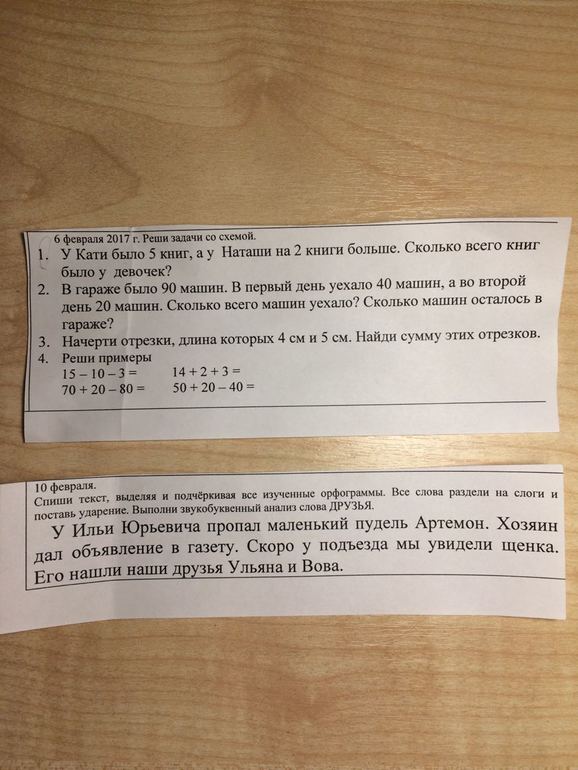 6 февраля 2017 г. Реши задачи со схемой.
1. У Кати было 5 книг, а у Наташи на 2 книги больше. Сколько всего книг
было у девочек?
2. В гараже было 90 машин. В первый день уехало 40 машин, а во второй
день 20 машин. Сколько всего машин уехало? Сколько машин осталось в
гараже?
3. Начерти отрезки, длина которых 4 см и 5 см. Найди сумму этих отрезков.
4. Реши примеры
15 – 10 – 3 = 14 + 2 + 3 =
70 + 20 – 80 = 50 + 20 – 40 =
10 февраля.
Спиши текст, выделяя и подчёркивая все изученные орфограммы. Все слова раздели на слоги и
поставь ударение. Выполни звукобуквенный анализ слова ДРУЗЬЯ.
У Ильи Юрьевича пропал маленький пудель Артемон. Хозяин
дал объявление в газету. Скоро у подъезда мы увидели щенка.
Его нашли наши друзья Ульяна и Вова.